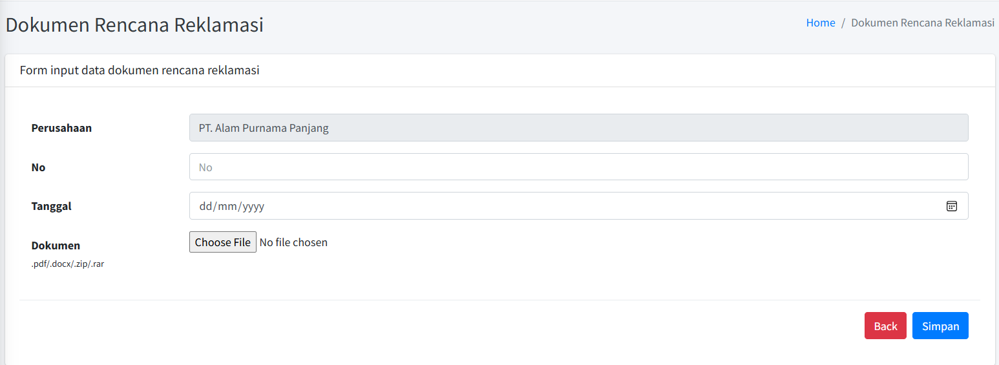 Dokumen Rencana Reklamasi
Home / Dokumen Rencana Reklamasi
Form input data dokumen rencana reklamasi
Perusahaan PT. Alam Purnama Panjang
No No
Tanggal dd/mm/yyyy
Dokumen Choose File No file chosen
.pdf/.docx/.zip/.rar
Back Simpan